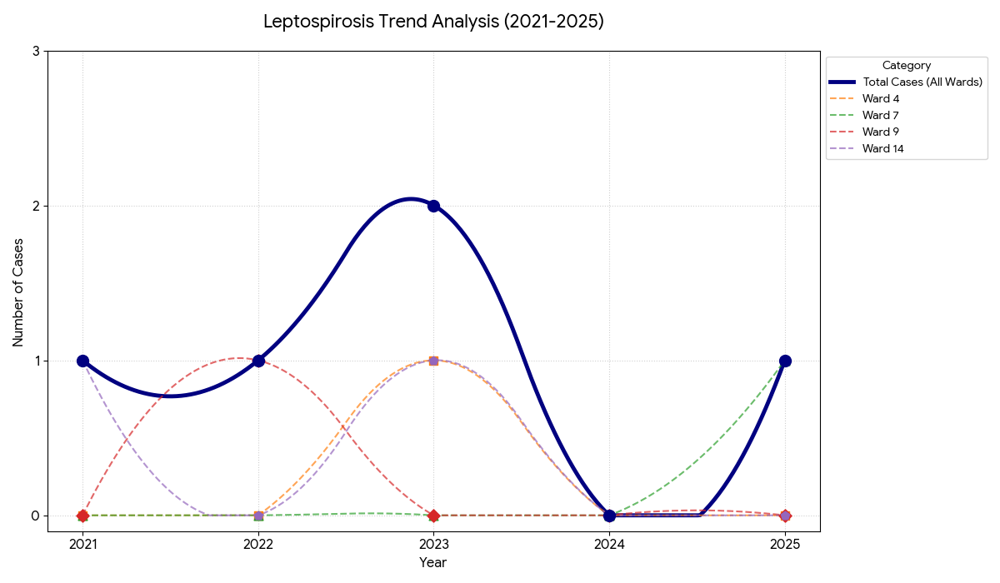 Leptospirosis Trend Analysis (2021-2025)
Category
Total Cases (All Wards)
Ward 4
Ward 7
Ward 9
Ward 14
Number of Cases
3
2
1
0
2021
2022
2023
2024
2025
Year